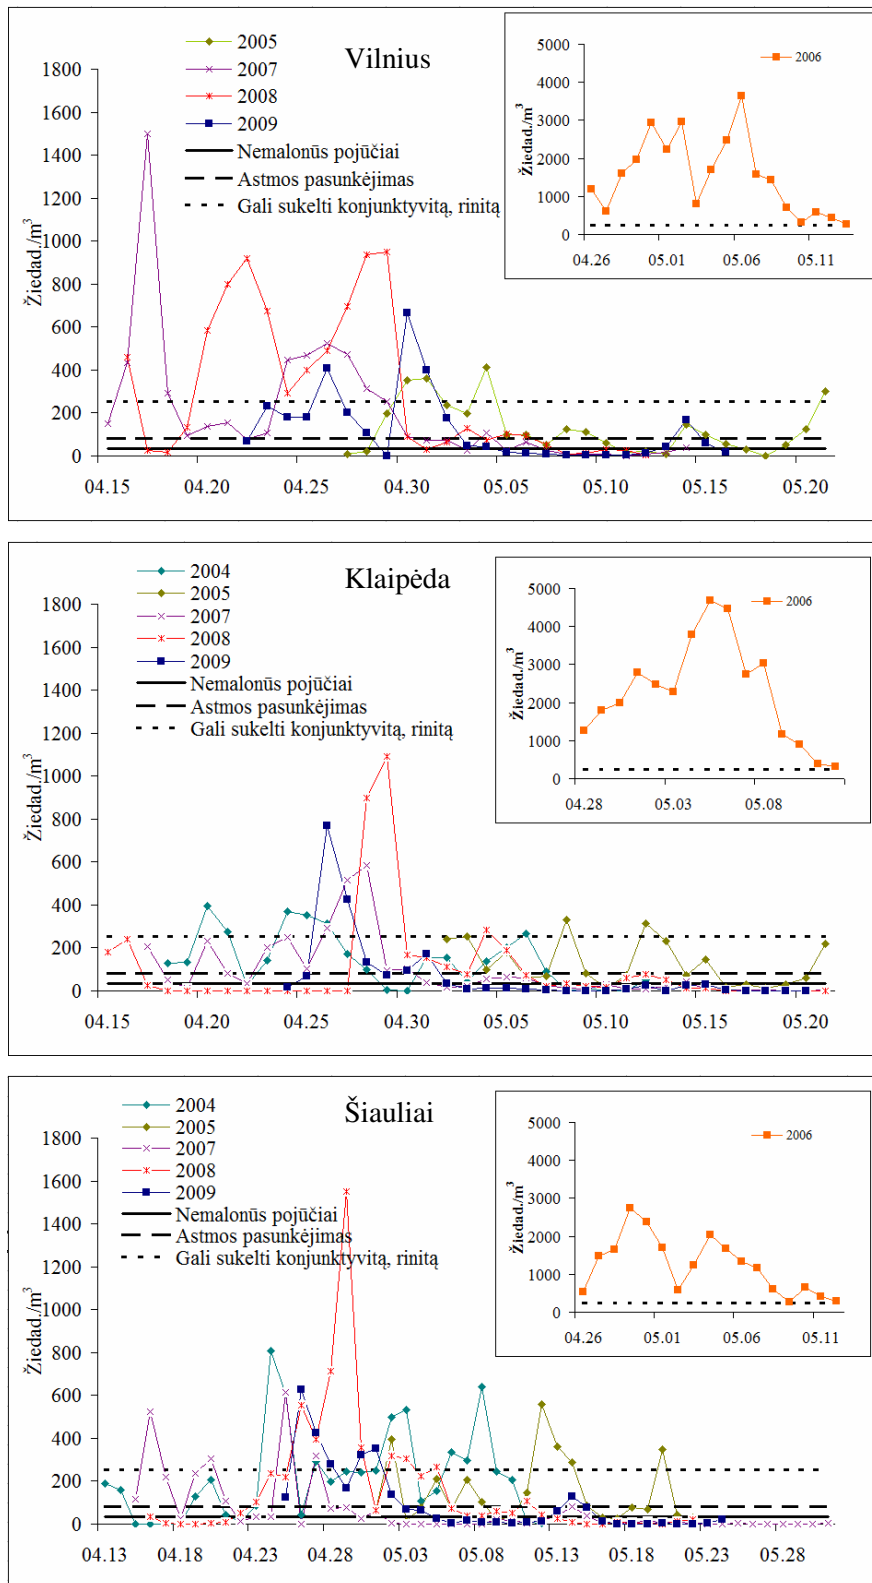 Vilnius
2005
2007
2008
2009
Nemalonūs pojūčiai
Astmos pasunkėjimas
Gali sukelti konjunktyvitą, rinitą
Žiedad./m³
1800
1600
1400
1200
1000
800
600
400
200
0
04.15 04.20 04.25 04.30 05.05 05.10 05.15 05.20
2006
Žiedad./m³
5000
4000
3000
2000
1000
0
04.26 05.01 05.06 05.11
Klaipėda
2004
2005
2007
2008
2009
Nemalonūs pojūčiai
Astmos pasunkėjimas
Gali sukelti konjunktyvitą, rinitą
Žiedad./m³
1800
1600
1400
1200
1000
800
600
400
200
0
04.15 04.20 04.25 04.30 05.05 05.10 05.15 05.20
2006
Žiedad./m³
5000
4000
3000
2000
1000
0
04.28 05.03 05.08
Šiauliai
2004
2005
2007
2008
2009
Nemalonūs pojūčiai
Astmos pasunkėjimas
Gali sukelti konjunktyvitą, rinitą
Žiedad./m³
1800
1600
1400
1200
1000
800
600
400
200
0
04.13 04.18 04.23 04.28 05.03 05.08 05.13 05.18 05.23 05.28
2006
Žiedad./m³
5000
4000
3000
2000
1000
0
04.26 05.01 05.06 05.11